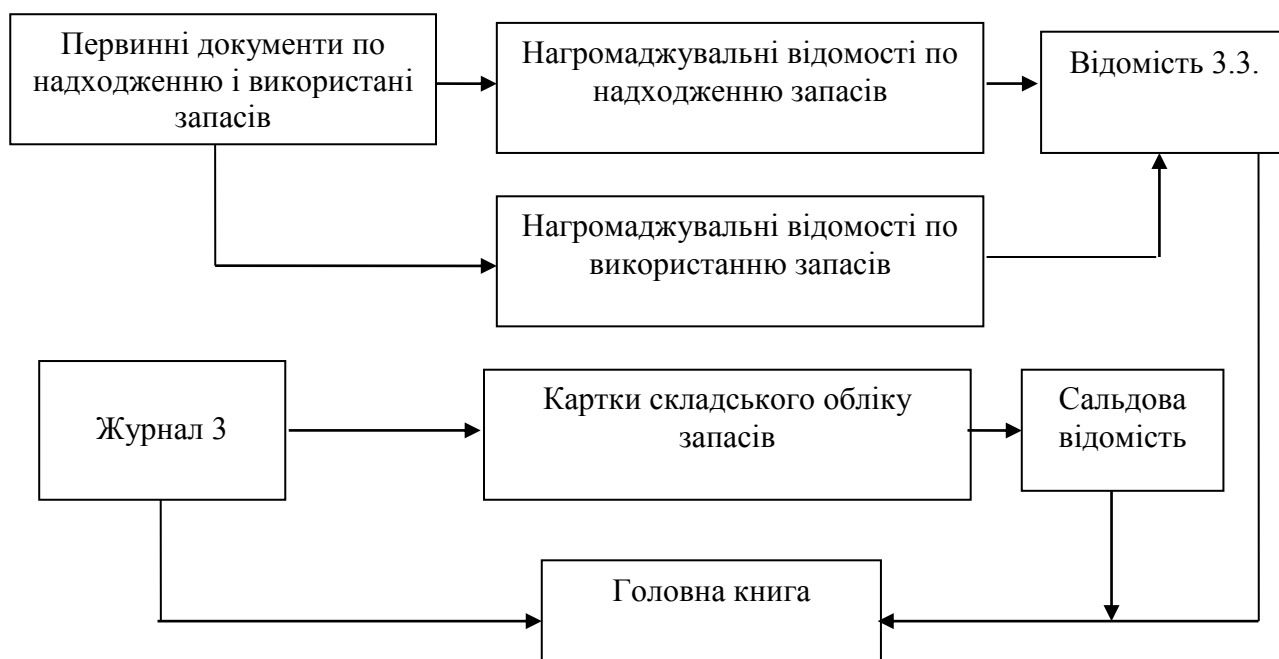 Первинні документи по
надходженню і використані
запасів
Нагромаджувальні відомості по
надходженню запасів
Відомість 3.3.
Нагромаджувальні відомості по
використанню запасів
Журнал 3
Картки складського обліку
запасів
Сальдова
відомість
Головна книга